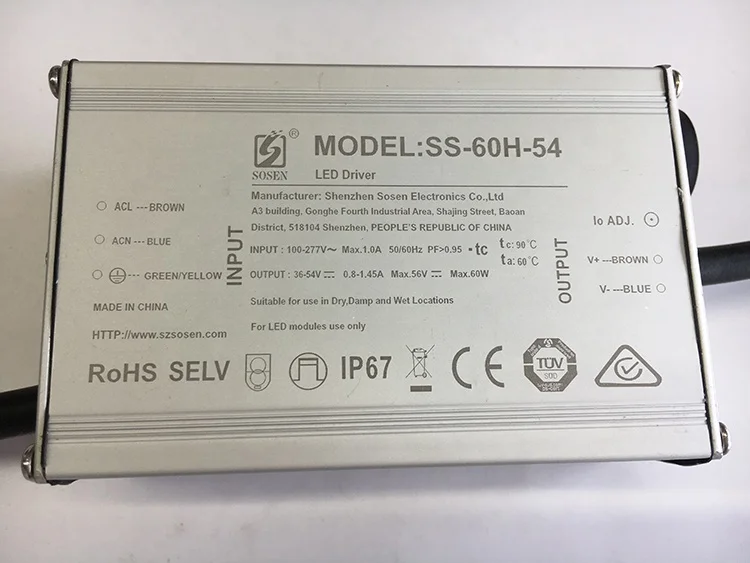 ®
SOSEN
MODEL:SS-60H-54
LED Driver
Manufacturer: Shenzhen Sosen Electronics Co.,Ltd
A3 building, Gonghe Fourth Industrial Area, Shajing Street, Baoan
District, 518104 Shenzhen, PEOPLE'S REPUBLIC OF CHINA
INPUT : 100-277V~ Max.1.0A 50/60Hz PF>0.95 ·tc tc:90℃
ta:60℃
OUTPUT : 36-54V⎓ 0.8-1.45A Max.56V⎓ Max.60W
Suitable for use in Dry,Damp and Wet Locations
For LED modules use only
ACL ---BROWN
ACN ---BLUE
--- GREEN/YELLOW
INPUT
MADE IN CHINA
HTTP://www.szsosen.com
OUTPUT
Io ADJ.
V+ ---BROWN
V- ---BLUE
RoHS SELV IP67 CE TÜV
SÜD